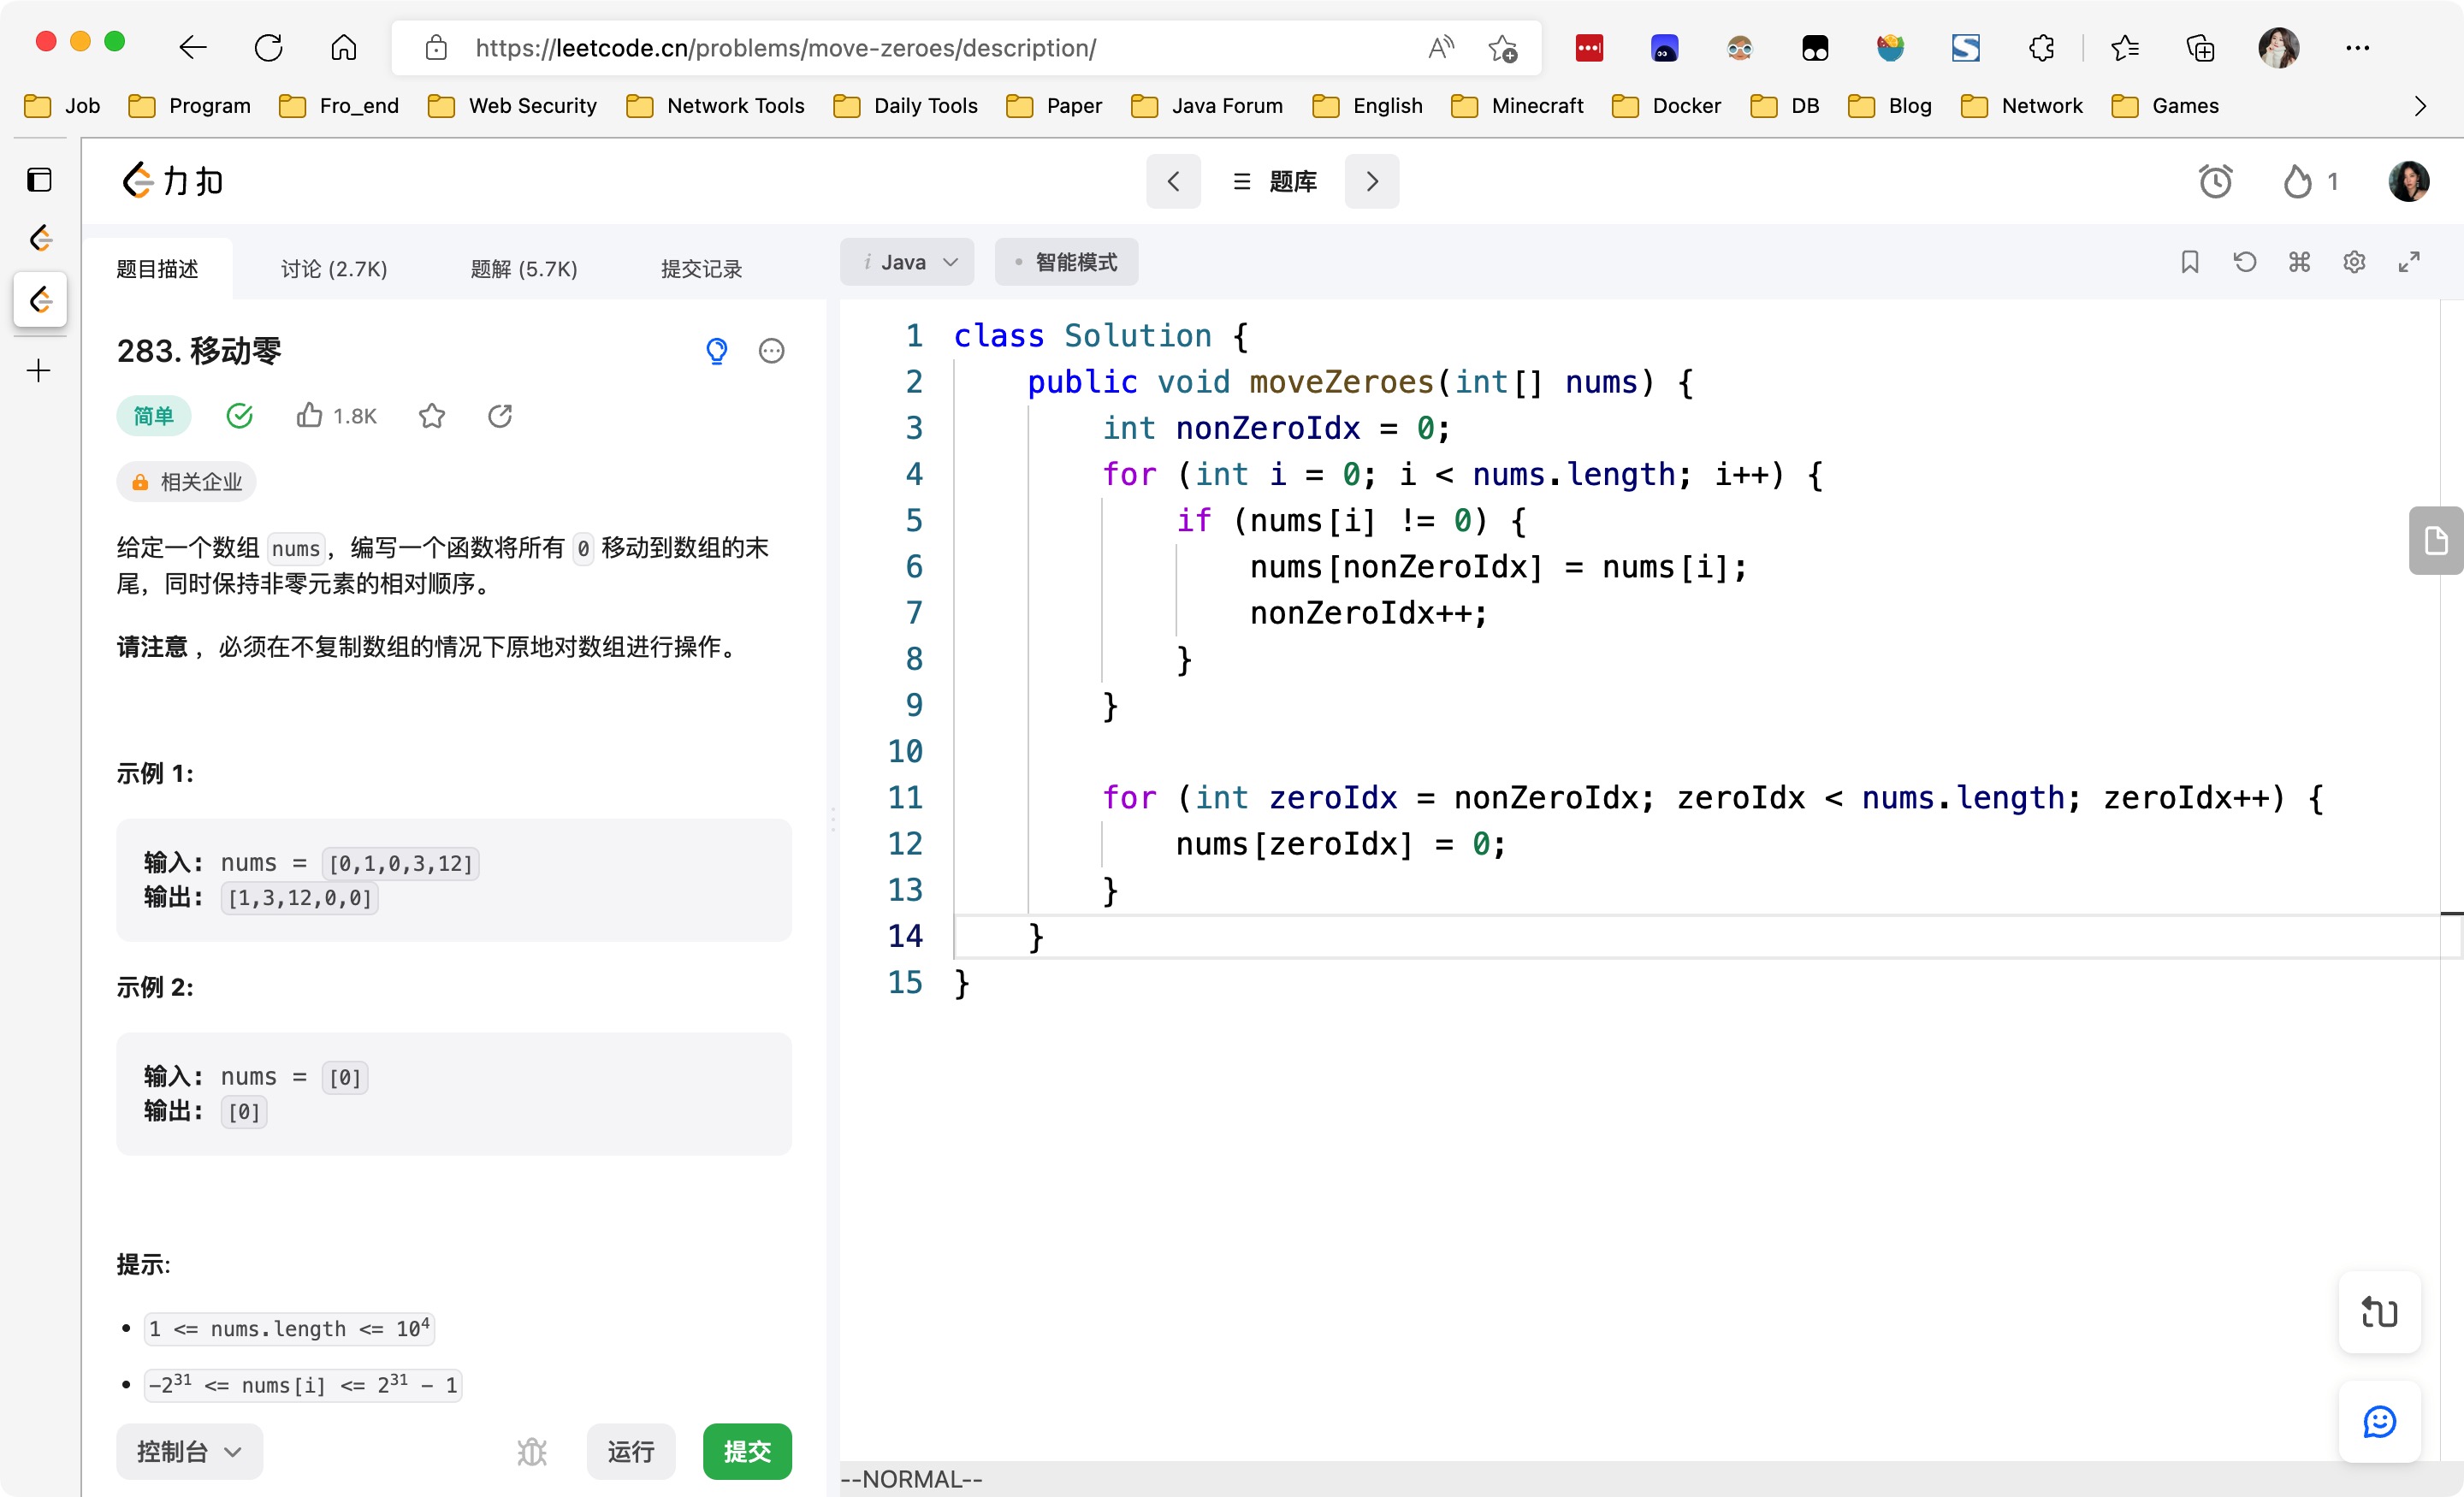 https://leetcode.cn/problems/move-zeroes/description/
Job Program Fro_end Web Security Network Tools Daily Tools Paper Java Forum English Minecraft Docker DB Blog Network Games
力扣
题库
1
题目描述 讨论 (2.7K) 题解 (5.7K) 提交记录
283. 移动零
简单 1.8K
相关企业
给定一个数组 nums，编写一个函数将所有 0 移动到数组的末
尾，同时保持非零元素的相对顺序。
请注意 ，必须在不复制数组的情况下原地对数组进行操作。
示例 1:
输入: nums = [0,1,0,3,12]
输出: [1,3,12,0,0]
示例 2:
输入: nums = [0]
输出: [0]
提示:
• 1 <= nums.length <= 10⁴
• -2³¹ <= nums[i] <= 2³¹ - 1
控制台 运行 提交
i Java • 智能模式
1 class Solution {
2     public void moveZeroes(int[] nums) {
3         int nonZeroIdx = 0;
4         for (int i = 0; i < nums.length; i++) {
5             if (nums[i] != 0) {
6                 nums[nonZeroIdx] = nums[i];
7                 nonZeroIdx++;
8             }
9         }
10
11         for (int zeroIdx = nonZeroIdx; zeroIdx < nums.length; zeroIdx++) {
12             nums[zeroIdx] = 0;
13         }
14     }
15 }
--NORMAL--